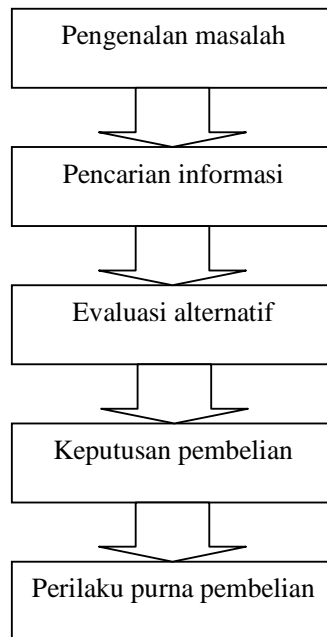 Pengenalan masalah
Pencarian informasi
Evaluasi alternatif
Keputusan pembelian
Perilaku purna pembelian